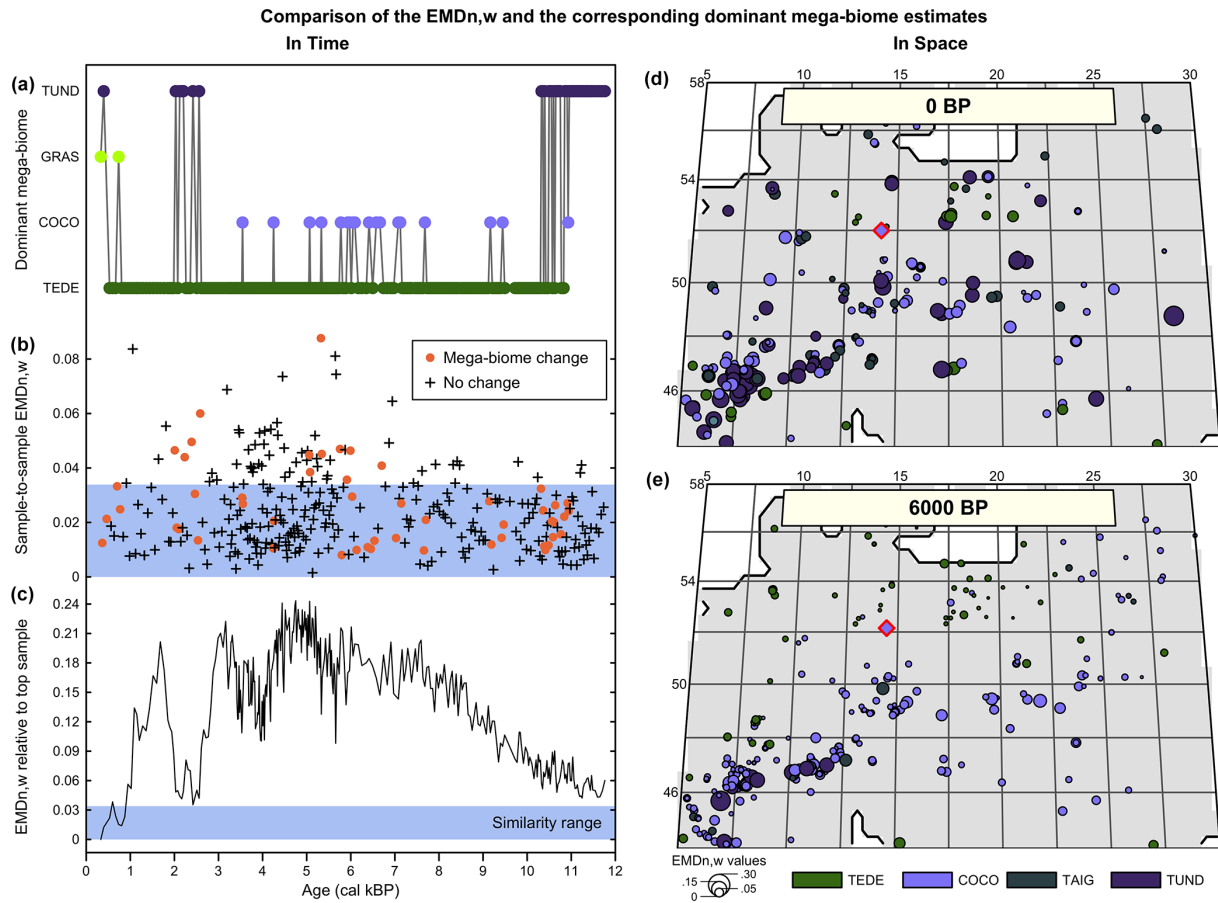 Comparison of the EMDn,w and the corresponding dominant mega-biome estimates
In Time
In Space
(a)
TUND
GRAS
COCO
TEDE
Dominant mega-biome
(b)
0.08
0.06
0.04
0.02
0
Sample-to-sample EMDn,w
Mega-biome change
No change
(c)
0.24
0.21
0.18
0.15
0.12
0.09
0.06
0.03
0
EMDn,w relative to top sample
Similarity range
0 1 2 3 4 5 6 7 8 9 10 11 12
Age (cal kBP)
(d)
5 10 15 20 25 30
58
54
50
46
0 BP
(e)
5 10 15 20 25 30
58
54
50
46
6000 BP
EMDn,w values
.30
.15
.05
0
TEDE
COCO
TAIG
TUND